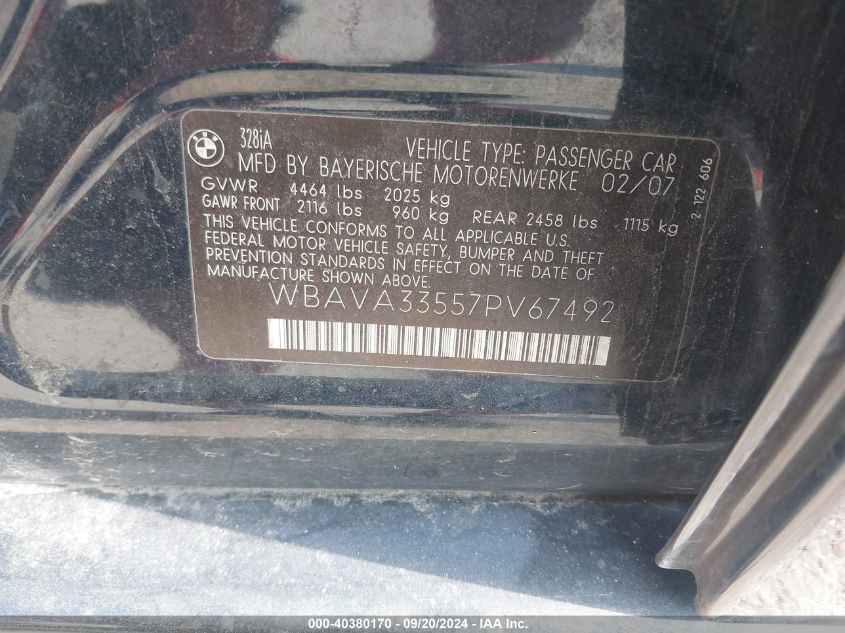 BMW
328iA
VEHICLE TYPE: PASSENGER CAR
MFD BY BAYERISCHE MOTORENWERKE 02/07
GVWR 4464 lbs 2025 kg
GAWR FRONT 2116 lbs 960 kg REAR 2458 lbs 1115 kg
THIS VEHICLE CONFORMS TO ALL APPLICABLE U.S.
FEDERAL MOTOR VEHICLE SAFETY, BUMPER AND THEFT
PREVENTION STANDARDS IN EFFECT ON THE DATE OF
MANUFACTURE SHOWN ABOVE.
WBAVA33557PV67492
2 122 606
000-40380170 - 09/20/2024 - IAA Inc.